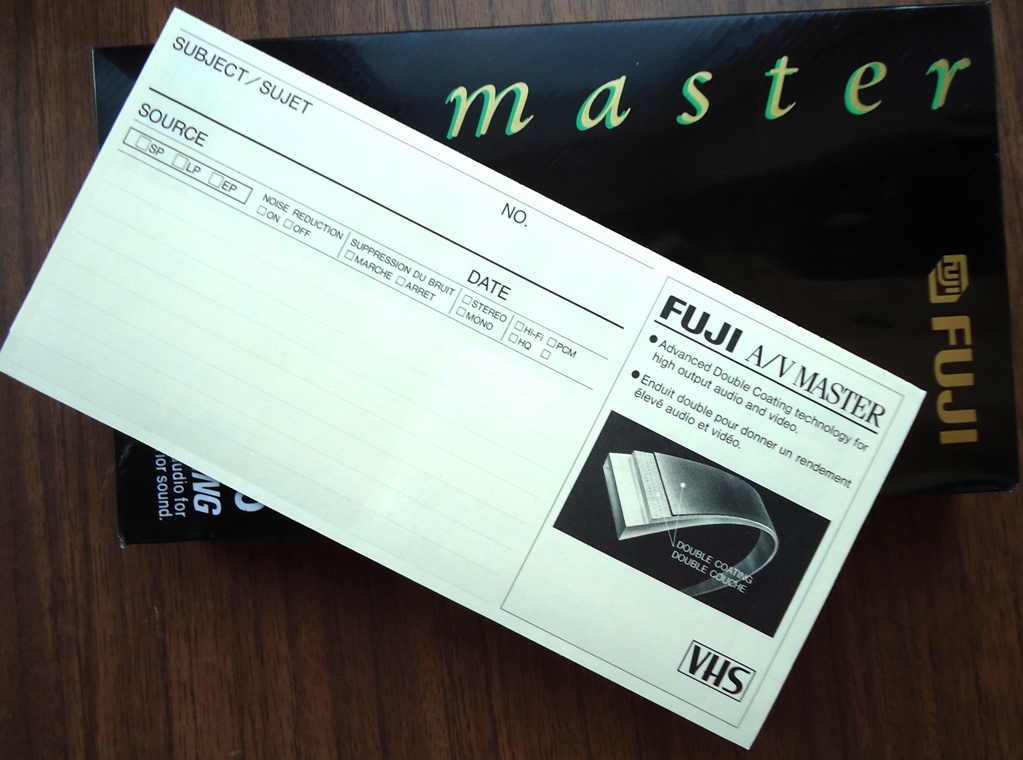 master
FUJI
FUJI
udio for
ior sound.
NG
SUBJECT/SUJET
NO.
SOURCE
DATE
□SP □LP □EP
NOISE REDUCTION
□ON □OFF
SUPPRESSION DU BRUIT
□MARCHE □ARRET
□STEREO
□MONO
□Hi-Fi □PCM
□HQ □
FUJI A/V MASTER
● Advanced Double Coating technology for
high output audio and video.
● Enduit double pour donner un rendement
élevé audio et vidéo.
DOUBLE COATING
DOUBLE COUCHE
VHS